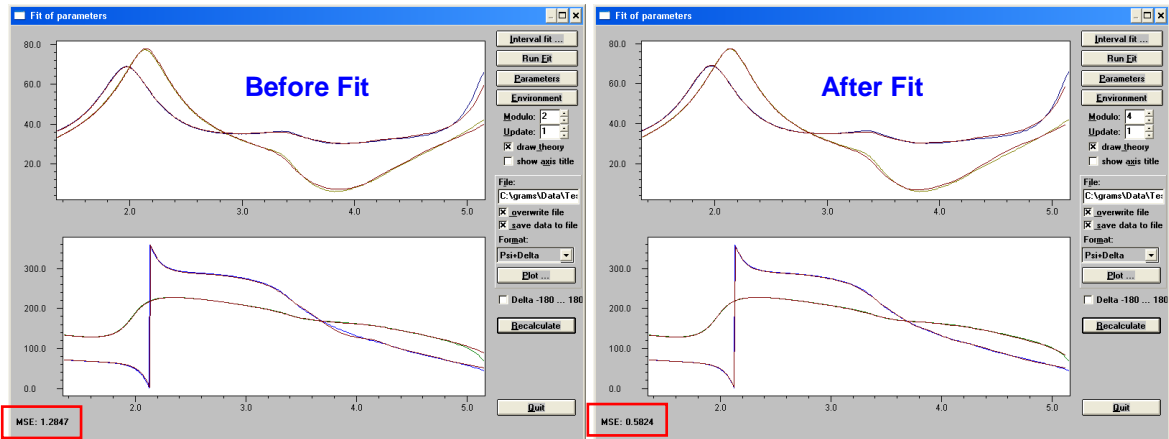 Fit of parameters
80.0
60.0
40.0
20.0
2.0 3.0 4.0 5.0
Before Fit
300.0
200.0
100.0
0.0
2.0 3.0 4.0 5.0
MSE: 1.2847
Interval fit ...
Run Fit
Parameters
Environment
Modulo: 2
Update: 1
draw theory
show axis title
File:
C:\grams\Data\Te
overwrite file
save data to file
Format:
Psi+Delta
Plot ...
Delta -180 ... 180
Recalculate
Quit
Fit of parameters
80.0
60.0
40.0
20.0
2.0 3.0 4.0 5.0
After Fit
300.0
200.0
100.0
0.0
2.0 3.0 4.0 5.0
MSE: 0.5824
Interval fit ...
Run Fit
Parameters
Environment
Modulo: 4
Update: 1
draw theory
show axis title
File:
C:\grams\Data\Te
overwrite file
save data to file
Format:
Psi+Delta
Plot ...
Delta -180 ... 180
Recalculate
Quit